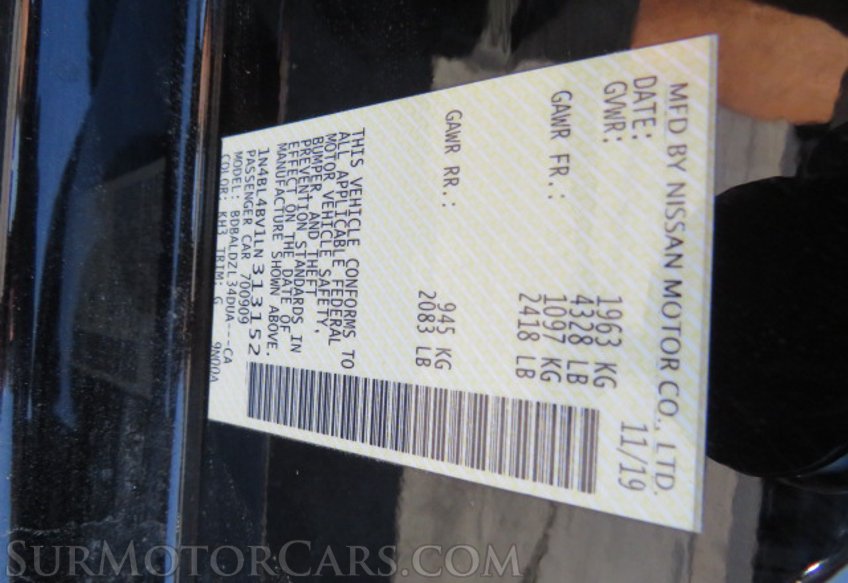 MFD BY NISSAN MOTOR CO., LTD.
DATE: 11/19
GVWR: 1963 KG
4328 LB
GAWR FR.: 1097 KG
2418 LB
GAWR RR.: 945 KG
2083 LB
THIS VEHICLE CONFORMS TO
ALL APPLICABLE FEDERAL
MOTOR VEHICLE SAFETY,
BUMPER, AND THEFT
PREVENTION STANDARDS IN
EFFECT ON THE DATE OF
MANUFACTURE SHOWN ABOVE.
1N4BL4BV1LN313152
PASSENGER CAR 700909
MODEL: BDBALDZL34DUA---CA
COLOR: KH3 TRIM: G 9N00A
SURMOTORCARS.COM